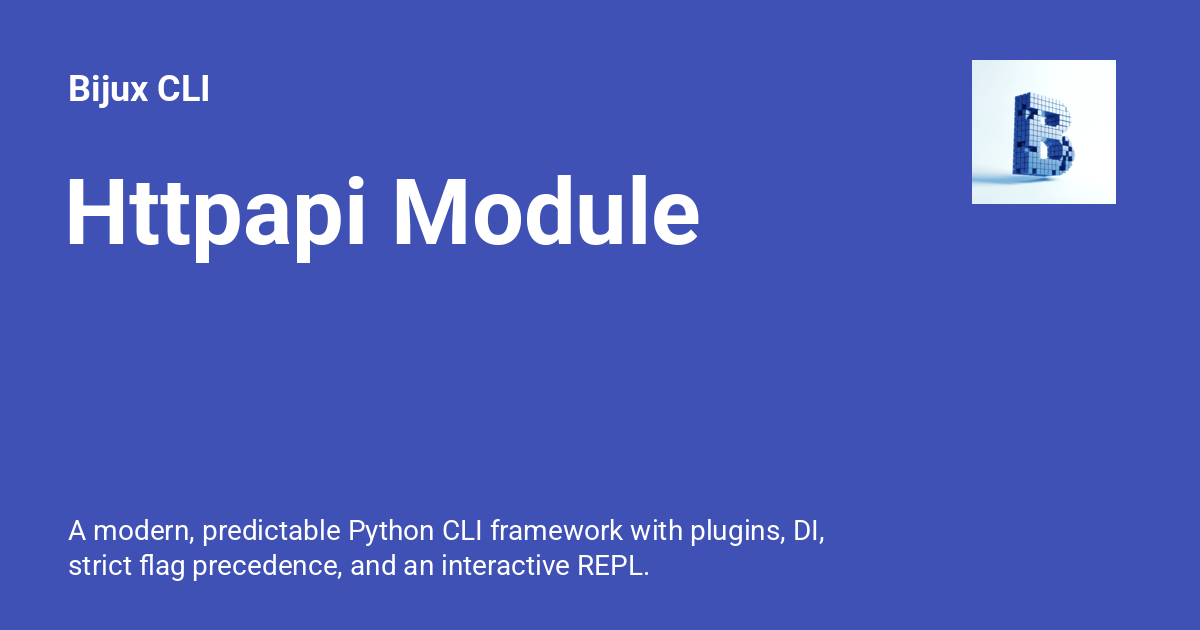 Bijux CLI
Httpapi Module
A modern, predictable Python CLI framework with plugins, DI,
strict flag precedence, and an interactive REPL.
B